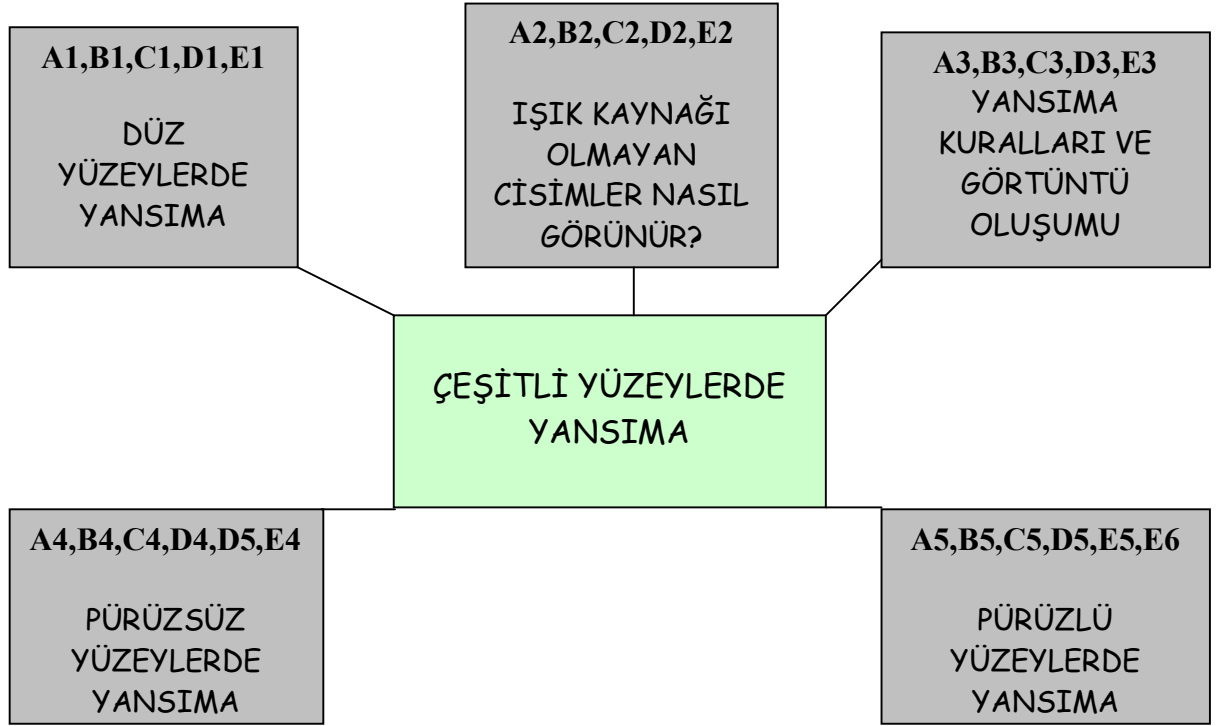 A1,B1,C1,D1,E1
DÜZ
YÜZEYLERDE
YANSIMA
A2,B2,C2,D2,E2
IŞIK KAYNAĞI
OLMAYAN
CİSİMLER NASIL
GÖRÜNÜR?
A3,B3,C3,D3,E3
YANSIMA
KURALLARI VE
GÖRTÜNTÜ
OLUŞUMU
ÇEŞİTLİ YÜZEYLERDE
YANSIMA
A4,B4,C4,D4,D5,E4
PÜRÜZSÜZ
YÜZEYLERDE
YANSIMA
A5,B5,C5,D5,E5,E6
PÜRÜZLÜ
YÜZEYLERDE
YANSIMA